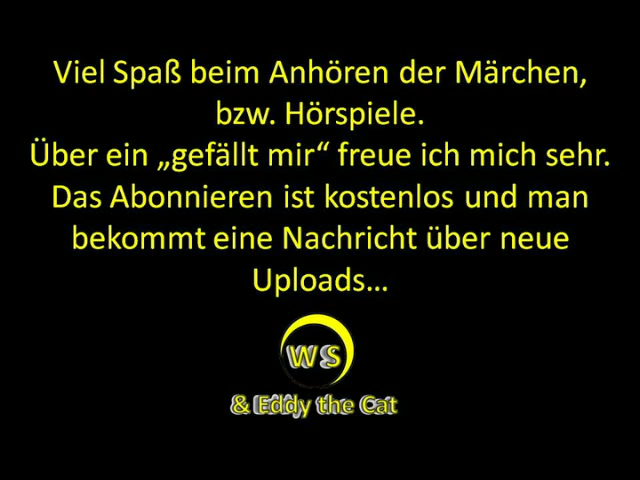 Viel Spaß beim Anhören der Märchen,
bzw. Hörspiele.
Über ein „gefällt mir“ freue ich mich sehr.
Das Abonnieren ist kostenlos und man
bekommt eine Nachricht über neue
Uploads…
WS
& Eddy the Cat